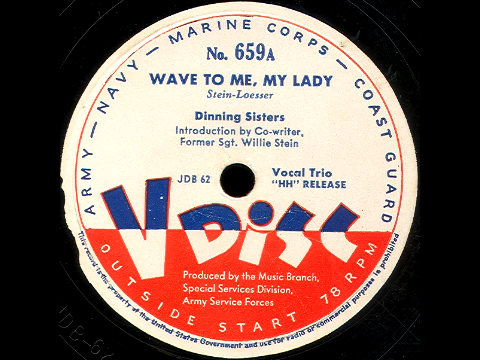 ARMY — NAVY — MARINE CORPS — COAST GUARD
No. 659A
WAVE TO ME, MY LADY
Stein-Loesser
Dinning Sisters
Introduction by Co-writer,
Former Sgt. Willie Stein
JDB 62
Vocal Trio
"HH" RELEASE
V DISC
Produced by the Music Branch,
Special Services Division,
Army Service Forces
OUTSIDE START 78 RPM
This record is the property of the United States Government and use for radio or commercial purposes is prohibited